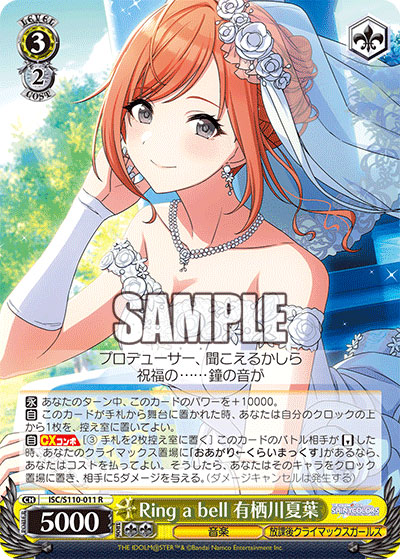 LEVEL
3
2
COST
SAMPLE
プロデューサー、聞こえるかしら
祝福の……鐘の音が
永 あなたのターン中、このカードのパワーを+10000。
自 このカードが手札から舞台に置かれた時、あなたは自分のクロックの上
から1枚を、控え室に置いてよい。
自 CXコンボ [③ 手札を2枚控え室に置く] このカードのバトル相手が した
時、あなたのクライマックス置場に「おあがりーくらいまっくす」があるなら、
あなたはコストを払ってよい。そうしたら、あなたはそのキャラをクロック
置場に置き、相手に5ダメージを与える。(ダメージキャンセルは発生する)
CH ISC/S110-011 R
POWER 5000
Ring a bell 有栖川夏葉
SHINYCOLORS
THE IDOLM@STER™& ©Bandai Namco Entertainment Inc.
音楽
放課後クライマックスガールズ